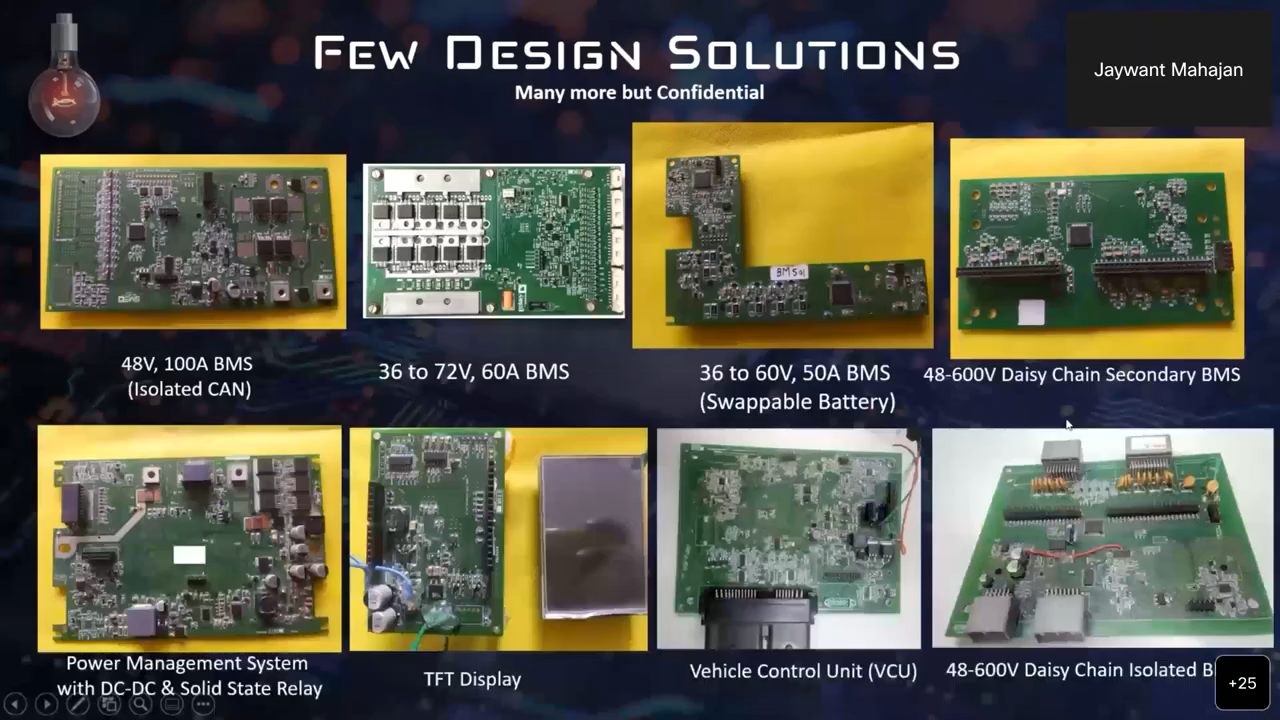 Few Design Solutions
Many more but Confidential
Jaywant Mahajan
48V, 100A BMS
(Isolated CAN)
36 to 72V, 60A BMS
BMS 01
36 to 60V, 50A BMS
(Swappable Battery)
48-600V Daisy Chain Secondary BMS
Power Management System
with DC-DC & Solid State Relay
TFT Display
Vehicle Control Unit (VCU)
48-600V Daisy Chain Isolated B
+25